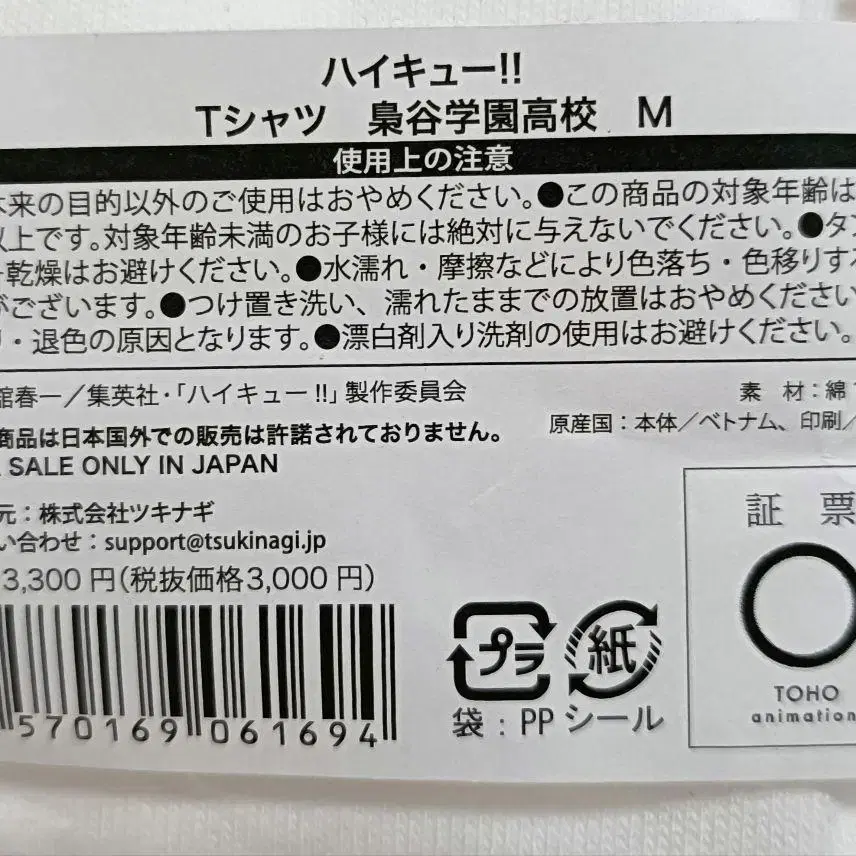 ハイキュー!!
Tシャツ 梟谷学園高校 M
使用上の注意
本来の目的以外のご使用はおやめください。●この商品の対象年齢は
以上です。対象年齢未満のお子様には絶対に与えないでください。●タン
乾燥はお避けください。●水濡れ・摩擦などにより色落ち・色移りする
がございます。●つけ置き洗い、濡れたままでの放置はおやめください
・退色の原因となります。●漂白剤入り洗剤の使用はお避けください。
舘春一/集英社・「ハイキュー!!」製作委員会
素 材:綿
商品は日本国外での販売は許諾されておりません。
原産国:本体/ベトナム、印刷/
SALE ONLY IN JAPAN
元:株式会社ツキナギ
い合わせ:support@tsukinagi.jp
3,300円(税抜価格3,000円)
証 票
プラ
紙
570169 061694
袋:PP シール
TOHO
animation